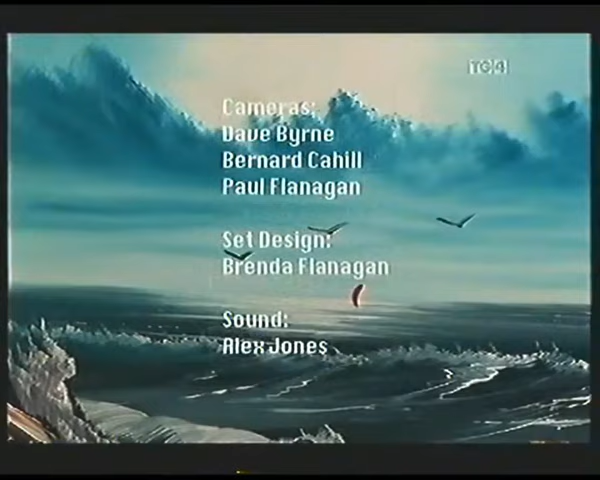 TG4
Cameras:
Dave Byrne
Bernard Cahill
Paul Flanagan
Set Design:
Brenda Flanagan
Sound:
Alex Jones